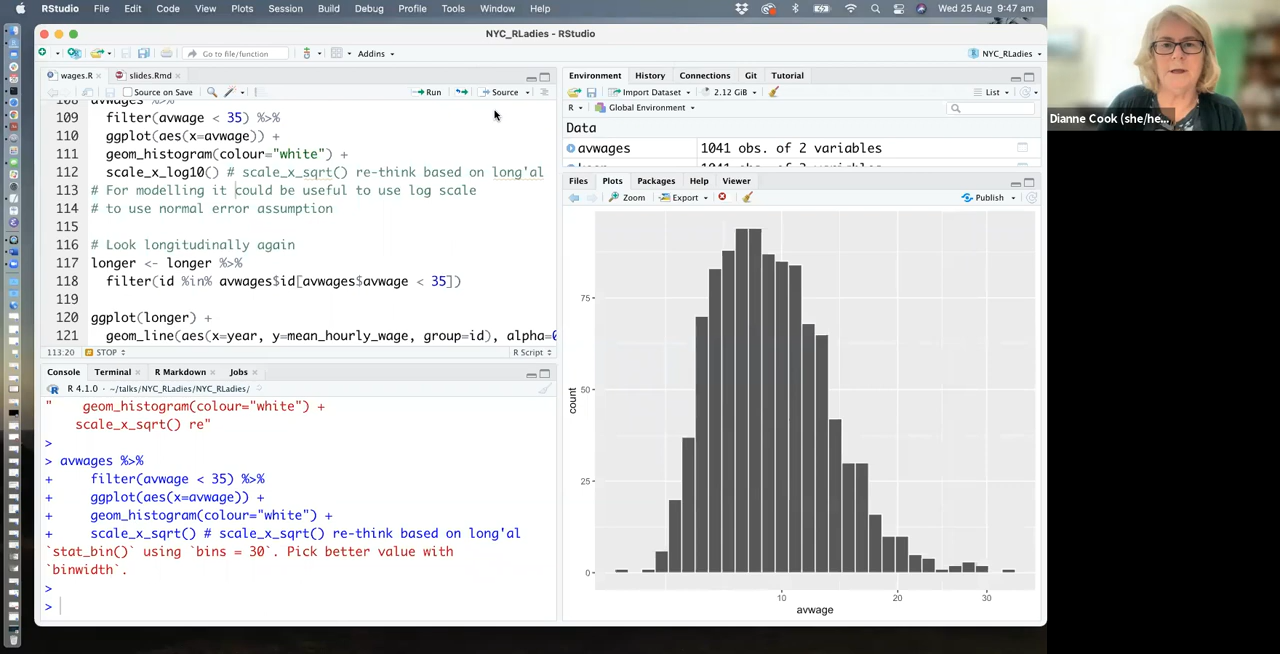 RStudio File Edit Code View Plots Session Build Debug Profile Tools Window Help Wed 25 Aug 9:47 am
NYC_RLadies - RStudio
Go to file/function Addins NYC_RLadies
wages.R slides.Rmd
Source on Save Run Source
109 filter(avwage < 35) %>%
110 ggplot(aes(x=avwage)) +
111 geom_histogram(colour="white") +
112 scale_x_log10() # scale_x_sqrt() re-think based on long'al
113 # For modelling it could be useful to use log scale
114 # to use normal error assumption
115
116 # Look longitudinally again
117 longer <- longer %>%
118 filter(id %in% avwages$id[avwages$avwage < 35])
119
120 ggplot(longer) +
121 geom_line(aes(x=year, y=mean_hourly_wage, group=id), alpha=0
113:20 STOP R Script
Console Terminal R Markdown Jobs
R 4.1.0 · ~/talks/NYC_RLadies/NYC_RLadies/
" geom_histogram(colour="white") +
scale_x_sqrt() re"
>
> avwages %>%
+ filter(avwage < 35) %>%
+ ggplot(aes(x=avwage)) +
+ geom_histogram(colour="white") +
+ scale_x_sqrt() # scale_x_sqrt() re-think based on long'al
`stat_bin()` using `bins = 30`. Pick better value with
`binwidth`.
>
>
Environment History Connections Git Tutorial
Import Dataset 2.12 GiB List
R Global Environment
Data
avwages 1041 obs. of 2 variables
Files Plots Packages Help Viewer
Zoom Export Publish
75
50
25
0
count
10 20 30
avwage
Dianne Cook (she/he...